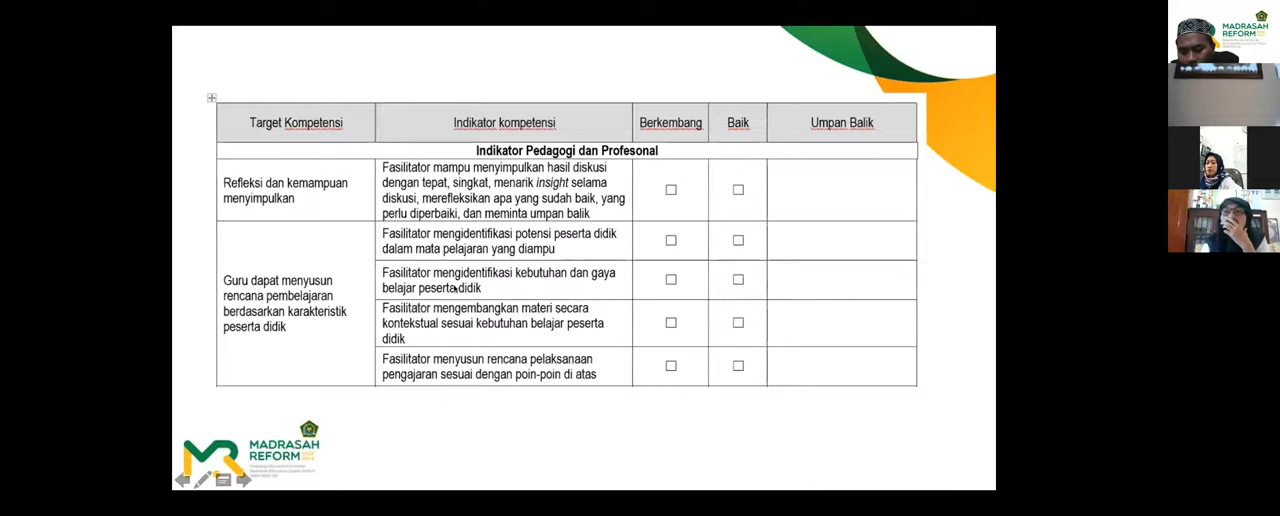 MADRASAH
REFORM
Target Kompetensi
Indikator kompetensi
Berkembang
Baik
Umpan Balik
Indikator Pedagogi dan Profesonal
Refleksi dan kemampuan
menyimpulkan
Fasilitator mampu menyimpulkan hasil diskusi
dengan tepat, singkat, menarik insight selama
diskusi, merefleksikan apa yang sudah baik, yang
perlu diperbaiki, dan meminta umpan balik
Guru dapat menyusun
rencana pembelajaran
berdasarkan karakteristik
peserta didik
Fasilitator mengidentifikasi potensi peserta didik
dalam mata pelajaran yang diampu
Fasilitator mengidentifikasi kebutuhan dan gaya
belajar peserta didik
Fasilitator mengembangkan materi secara
kontekstual sesuai kebutuhan belajar peserta
didik
Fasilitator menyusun rencana pelaksanaan
pengajaran sesuai dengan poin-poin di atas
MADRASAH
REFORM